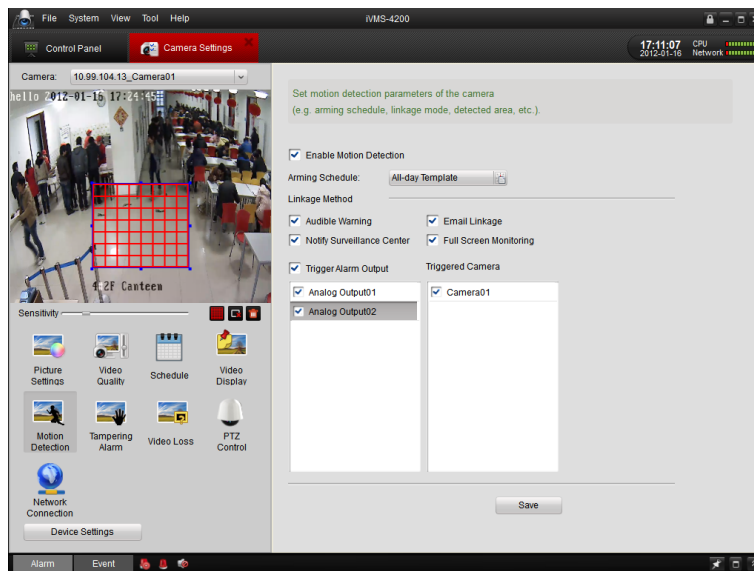 File System View Tool Help
iVMS-4200
Control Panel
Camera Settings
17:11:07
2012-01-16
CPU
Network
Camera: 10.99.104.13_Camera01
hello 2012-01-16 17:24:45
4-2F Canteen
Sensitivity
Picture Settings
Video Quality
Schedule
Video Display
Motion Detection
Tampering Alarm
Video Loss
PTZ Control
Network Connection
Device Settings
Set motion detection parameters of the camera
(e.g. arming schedule, linkage mode, detected area, etc.).
Enable Motion Detection
Arming Schedule: All-day Template
Linkage Method
Audible Warning Email Linkage
Notify Surveillance Center Full Screen Monitoring
Trigger Alarm Output Triggered Camera
Analog Output01 Camera01
Analog Output02
Save
Alarm Event